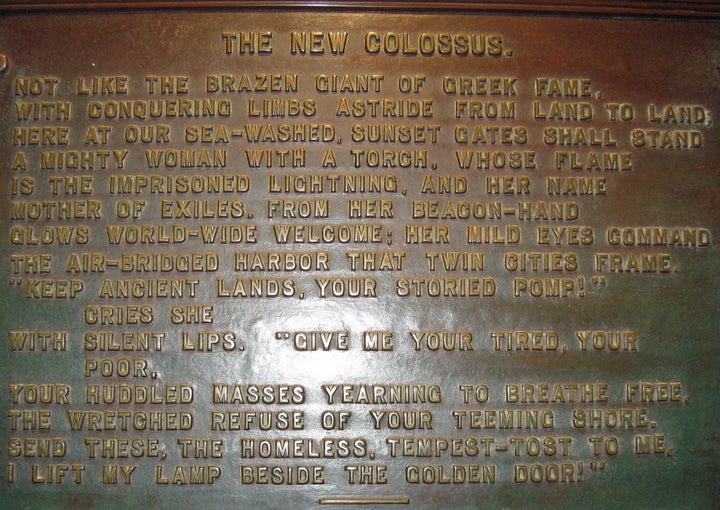 THE NEW COLOSSUS.
NOT LIKE THE BRAZEN GIANT OF GREEK FAME,
WITH CONQUERING LIMBS ASTRIDE FROM LAND TO LAND;
HERE AT OUR SEA-WASHED, SUNSET GATES SHALL STAND
A MIGHTY WOMAN WITH A TORCH, WHOSE FLAME
IS THE IMPRISONED LIGHTNING, AND HER NAME
MOTHER OF EXILES. FROM HER BEACON-HAND
GLOWS WORLD-WIDE WELCOME; HER MILD EYES COMMAND
THE AIR-BRIDGED HARBOR THAT TWIN CITIES FRAME.
"KEEP ANCIENT LANDS, YOUR STORIED POMP!"
CRIES SHE
WITH SILENT LIPS. "GIVE ME YOUR TIRED, YOUR
POOR,
YOUR HUDDLED MASSES YEARNING TO BREATHE FREE,
THE WRETCHED REFUSE OF YOUR TEEMING SHORE.
SEND THESE, THE HOMELESS, TEMPEST-TOST TO ME,
I LIFT MY LAMP BESIDE THE GOLDEN DOOR!"